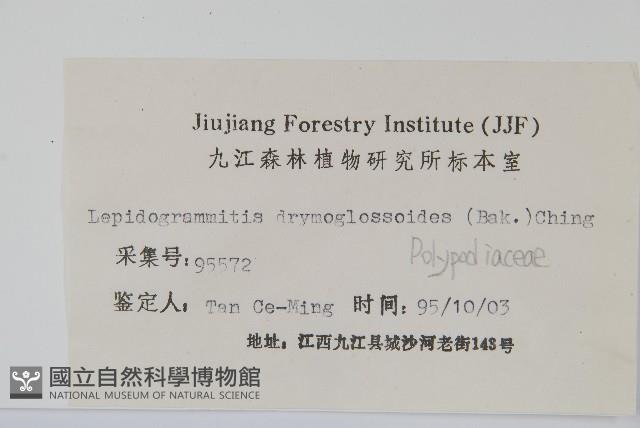 Jiujiang Forestry Institute (JJF)
九江森林植物研究所标本室
Lepidogrammitis drymoglossoides (Bak.)Ching
采集号:95572
Polypodiaceae
鉴定人: Tan Ce-Ming 时间: 95/10/03
地址: 江西九江县城沙河老街143号
國立自然科學博物館
NATIONAL MUSEUM OF NATURAL SCIENCE